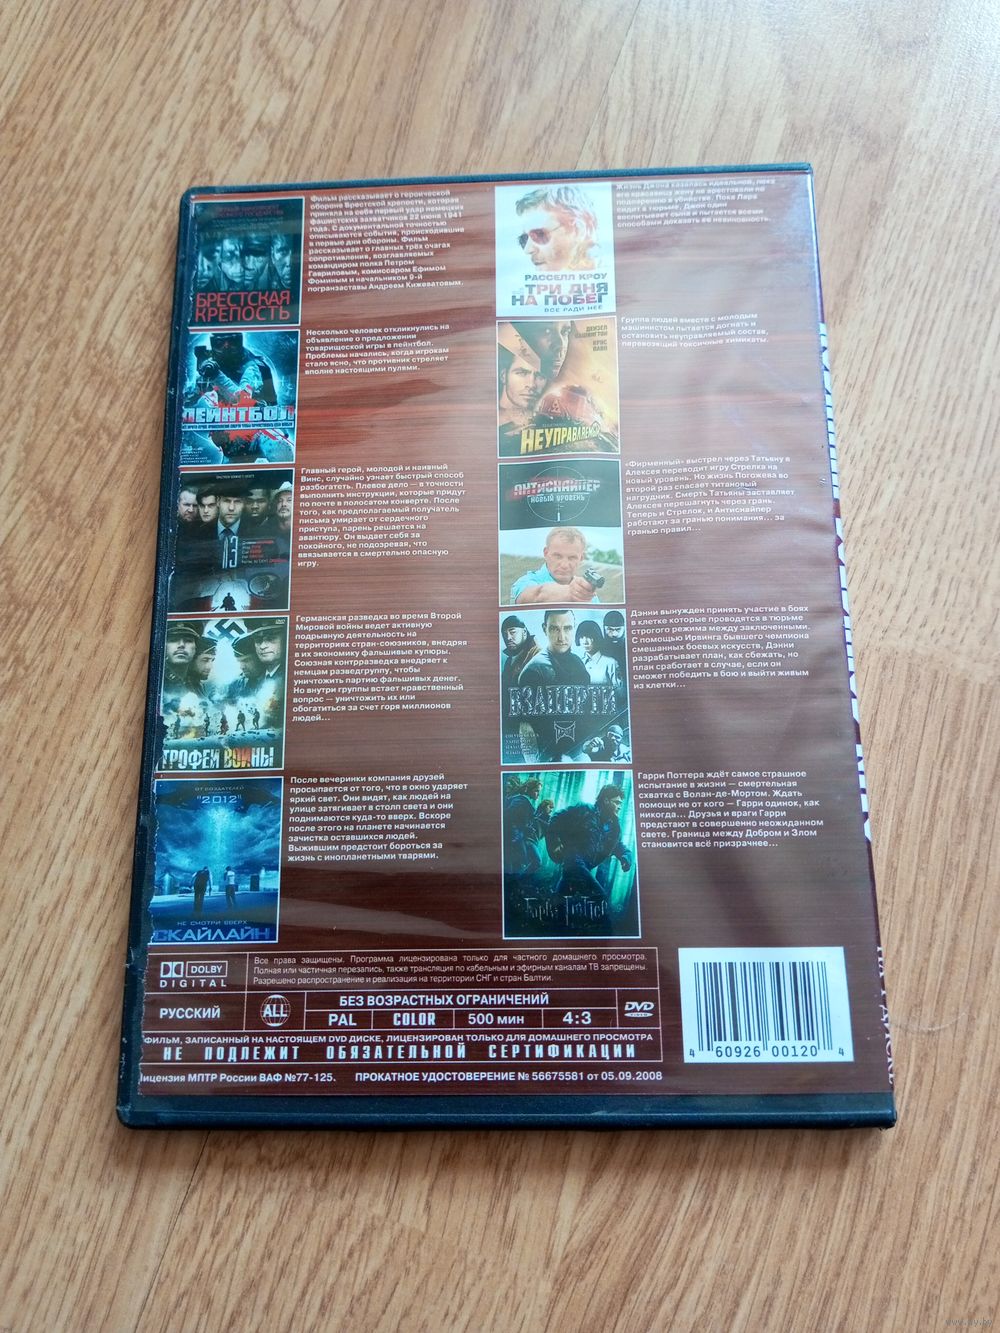 Фильм рассказывает о героической
обороне Брестской крепости, которая
приняла на себя первый удар немецких
фашистских захватчиков 22 июня 1941
года. С документальной точностью
описываются события, происходившие
в первые дни обороны. Фильм
рассказывает о главных трёх очагах
сопротивления, возглавляемых
командиром полка Петром
Гавриловым, комиссаром Ефимом
Фоминым и начальником 9-й
погранзаставы Андреем Кижеватовым.
БРЕСТСКАЯ
КРЕПОСТЬ
Несколько человек откликнулись на
объявление о предложении
товарищеской игры в пейнтбол.
Проблемы начались, когда игрокам
стало ясно, что противник стреляет
вполне настоящими пулями.
ПЕЙНТБОЛ
Главный герой, молодой и наивный
Винс, случайно узнает быстрый способ
разбогатеть. Плевое дело — в точности
выполнить инструкции, которые придут
по почте в полосатом конверте. После
того, как предполагаемый получатель
письма умирает от сердечного
приступа, парень решается на
авантюру. Он выдает себя за
покойного, не подозревая, что
ввязывается в смертельно опасную
игру.
13
Германская разведка во время Второй
Мировой войны ведет активную
подрывную деятельность на
территориях стран-союзников, внедряя
в их экономику фальшивые купюры.
Союзная контрразведка внедряет к
немцам разведгруппу, чтобы
уничтожить партию фальшивых денег.
Но внутри группы встает нравственный
вопрос — уничтожить их или
обогатиться за счет горя миллионов
людей...
ТРОФЕИ ВОЙНЫ
После вечеринки компания друзей
просыпается от того, что в окно ударяет
яркий свет. Они видят, как людей на
улице затягивает в столп света и они
поднимаются куда-то вверх. Вскоре
после этого на планете начинается
зачистка оставшихся людей.
Выжившим предстоит бороться за
жизнь с инопланетными тварями.
ОТ СОЗДАТЕЛЕЙ
"2012"
НЕ СМОТРИ ВВЕРХ
СКАЙЛАЙН
Жизнь Джона казалась идеальной, пока
его красавицу жену не арестовали по
подозрению в убийстве. Пока Лара
сидит в тюрьме, Джон один
воспитывает сына и пытается всеми
способами доказать её невиновность.
РАССЕЛЛ КРОУ
ТРИ ДНЯ
НА ПОБЕГ
ВСЕ РАДИ НЕЕ
Группа людей вместе с молодым
машинистом пытается догнать и
остановить неуправляемый состав,
перевозящий токсичные химикаты.
ДЕНЗЕЛ
ВАШИНГТОН
КРИС
ПАЙН
НЕУПРАВЛЯЕМЫЙ
«Фирменный» выстрел через Татьяну в
Алексея переводит игру Стрелка на
новый уровень. Но жизнь Погожева во
второй раз спасает титановый
нагрудник. Смерть Татьяны заставляет
Алексея перешагнуть через грань.
Теперь и Стрелок, и Антиснайпер
работают за гранью понимания... за
гранью правил...
АНТИСНАЙПЕР
НОВЫЙ УРОВЕНЬ
Дэнни вынужден принять участие в боях
в клетке которые проводятся в тюрьме
строгого режима между заключенными.
С помощью Ирвинга бывшего чемпиона
смешанных боевых искусств, Дэнни
разрабатывает план, как сбежать, но
план сработает в случае, если он
сможет победить в бою и выйти живым
из клетки...
ВЗАПЕРТИ
Гарри Поттера ждёт самое страшное
испытание в жизни — смертельная
схватка с Волан-де-Мортом. Ждать
помощи не от кого — Гарри одинок, как
никогда... Друзья и враги Гарри
предстают в совершенно неожиданном
свете. Граница между Добром и Злом
становится всё призрачнее...
Гарри Поттер
DOLBY
DIGITAL
Все права защищены. Программа лицензирована только для частного домашнего просмотра.
Полная или частичная перезапись, также трансляция по кабельным и эфирным каналам ТВ запрещены.
Разрешено распространение и реализация на территории СНГ и стран Балтии.
РУССКИЙ
ALL
БЕЗ ВОЗРАСТНЫХ ОГРАНИЧЕНИЙ
PAL COLOR 500 мин 4:3
DVD
VIDEO
ФИЛЬМ, ЗАПИСАННЫЙ НА НАСТОЯЩЕМ DVD ДИСКЕ, ЛИЦЕНЗИРОВАН ТОЛЬКО ДЛЯ ДОМАШНЕГО ПРОСМОТРА
НЕ ПОДЛЕЖИТ ОБЯЗАТЕЛЬНОЙ СЕРТИФИКАЦИИ
Лицензия МПТР России ВАФ №77-125. ПРОКАТНОЕ УДОСТОВЕРЕНИЕ № 56675581 от 05.09.2008
4 60926 00120 4
www.ay.by